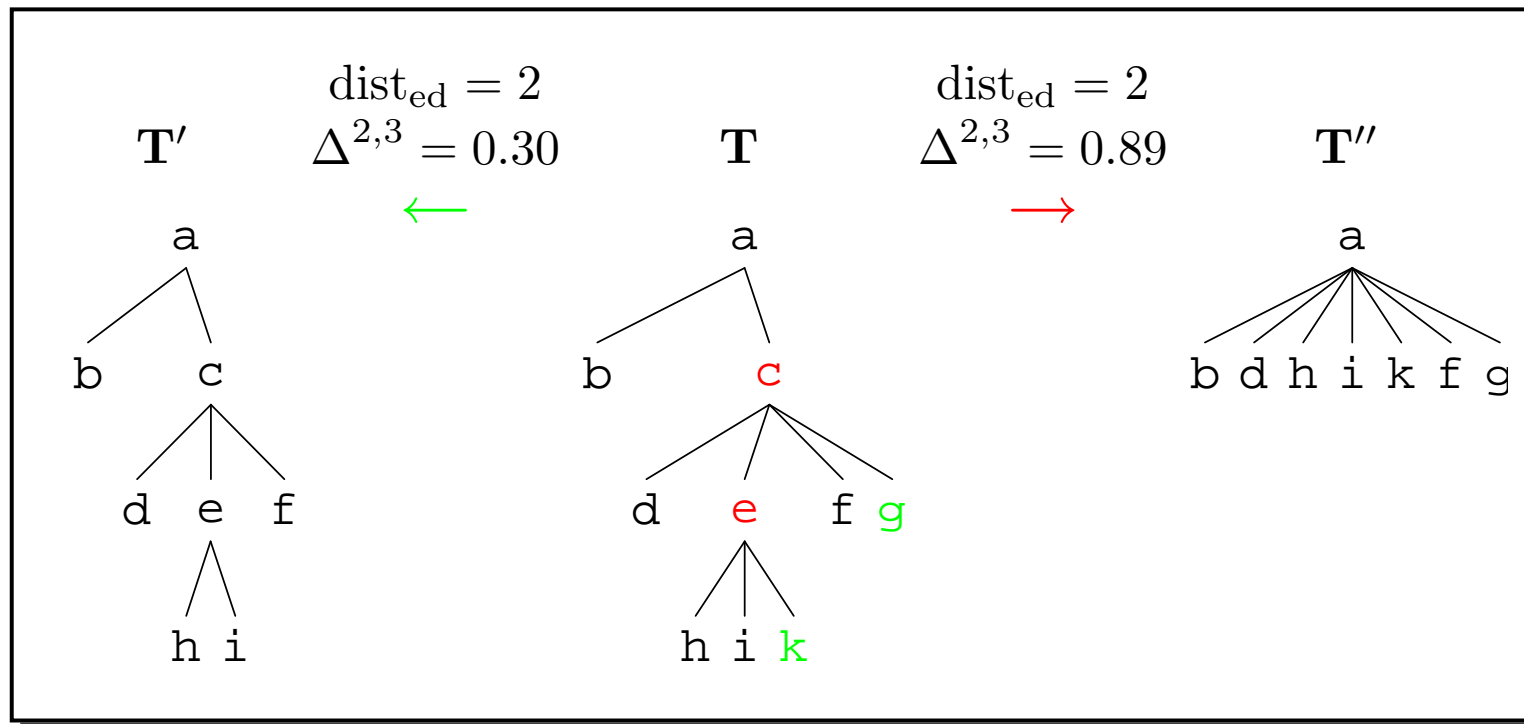 dist_ed = 2 dist_ed = 2
T′ Δ^{2,3} = 0.30 T Δ^{2,3} = 0.89 T′′
← →
a a a
b c b c b d h i k f g
d e f d e f g
h i h i k